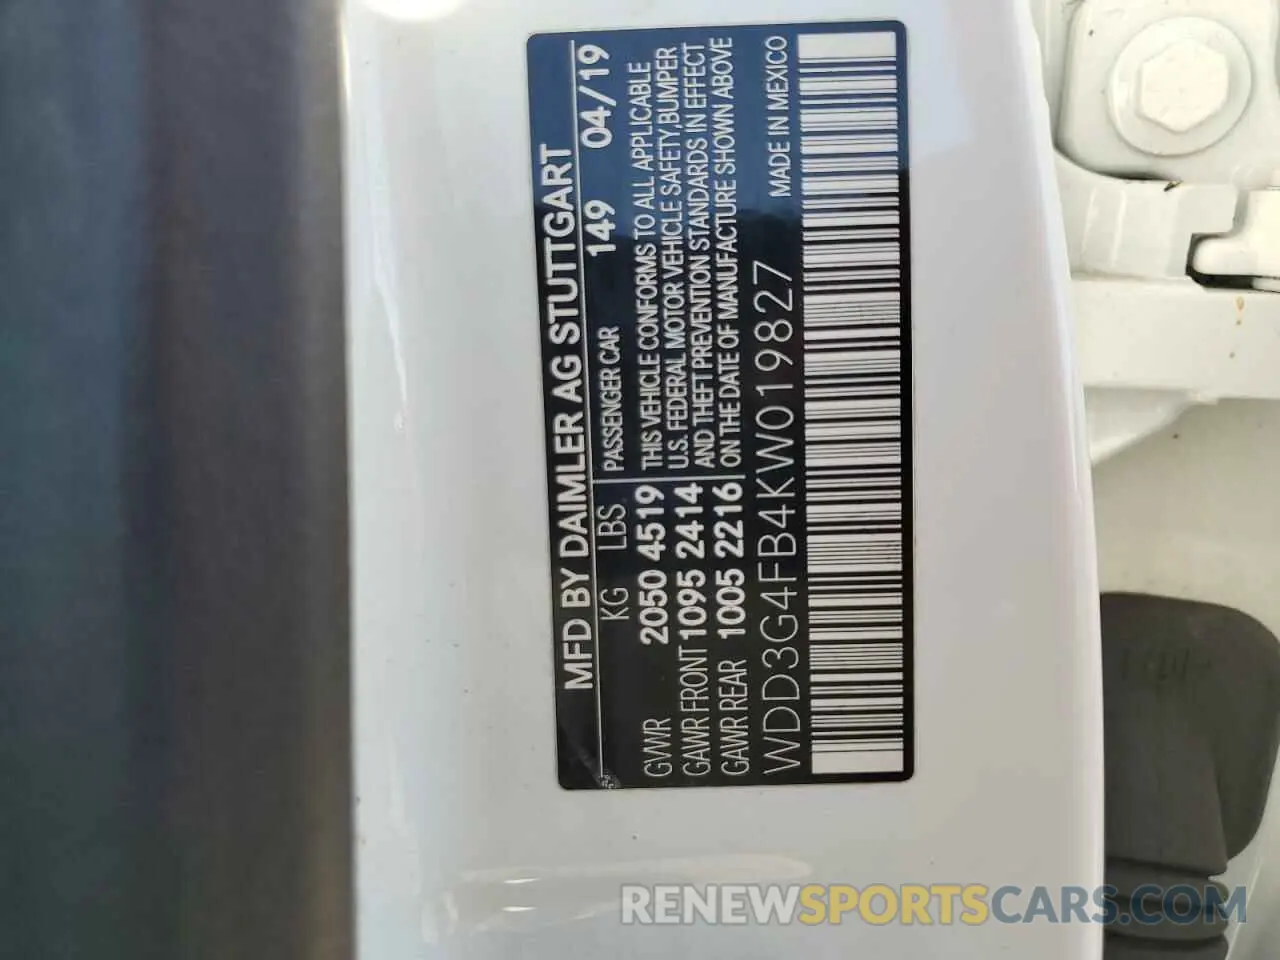 MFD BY DAIMLER AG STUTTGART
KG LBS PASSENGER CAR 149 04/19
GVWR 2050 4519 THIS VEHICLE CONFORMS TO ALL APPLICABLE
GAWR FRONT 1095 2414 U.S. FEDERAL MOTOR VEHICLE SAFETY,BUMPER
GAWR REAR 1005 2216 AND THEFT PREVENTION STANDARDS IN EFFECT
ON THE DATE OF MANUFACTURE SHOWN ABOVE
WDD3G4FB4KW019827 MADE IN MEXICO
RENEWSPORTSCARS.COM